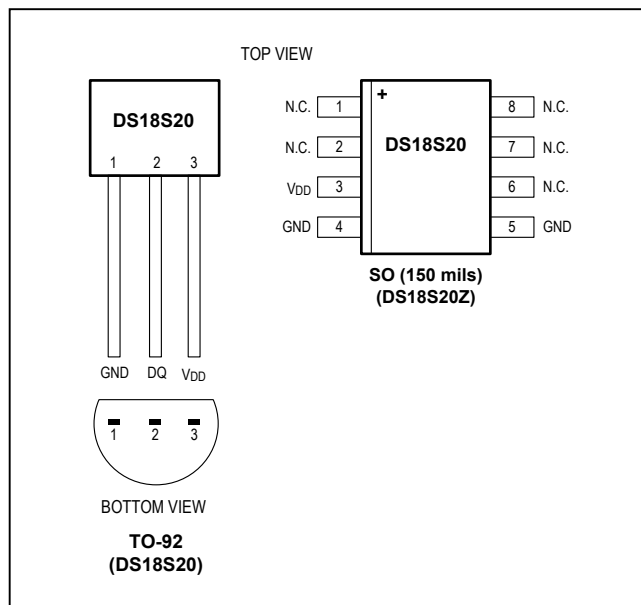 TOP VIEW
DS18S20
1 2 3
GND DQ VDD
1 2 3
BOTTOM VIEW
TO-92
(DS18S20)
+
DS18S20
N.C. 1 8 N.C.
N.C. 2 7 N.C.
VDD 3 6 N.C.
GND 4 5 GND
SO (150 mils)
(DS18S20Z)